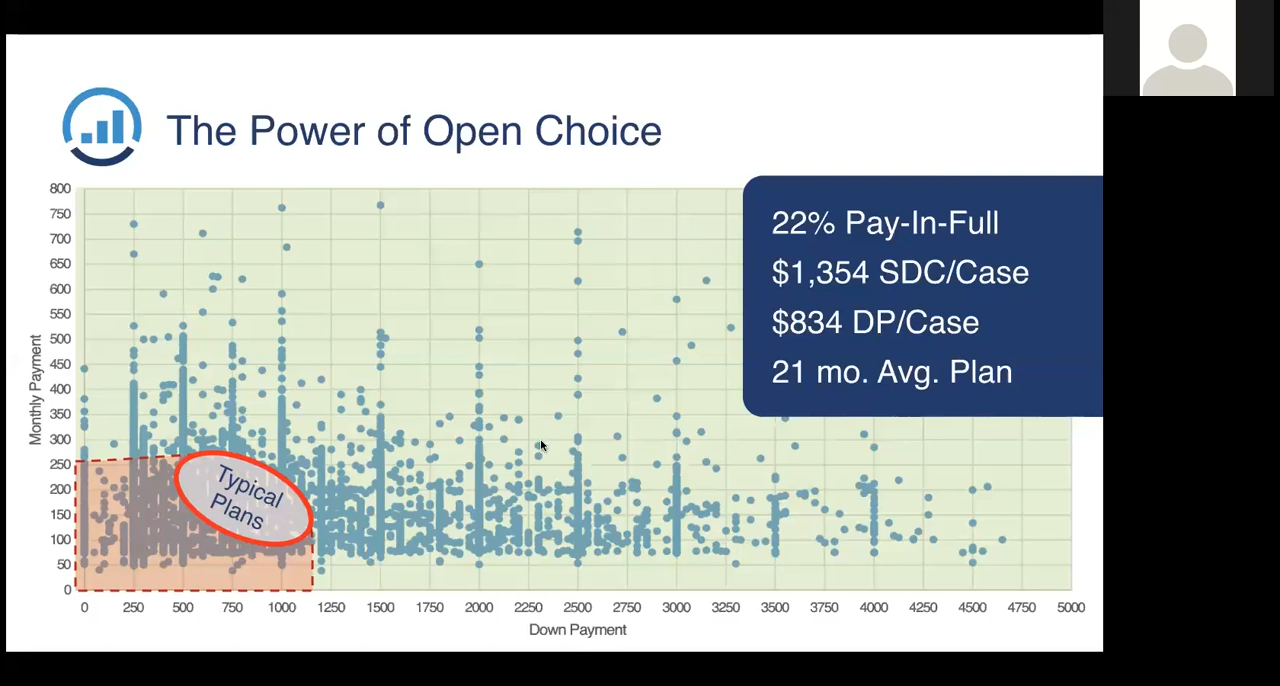 The Power of Open Choice
22% Pay-In-Full
$1,354 SDC/Case
$834 DP/Case
21 mo. Avg. Plan
Monthly Payment
800
750
700
650
600
550
500
450
400
350
300
250
200
150
100
50
0
Typical
Plans
0 250 500 750 1000 1250 1500 1750 2000 2250 2500 2750 3000 3250 3500 3750 4000 4250 4500 4750 5000
Down Payment